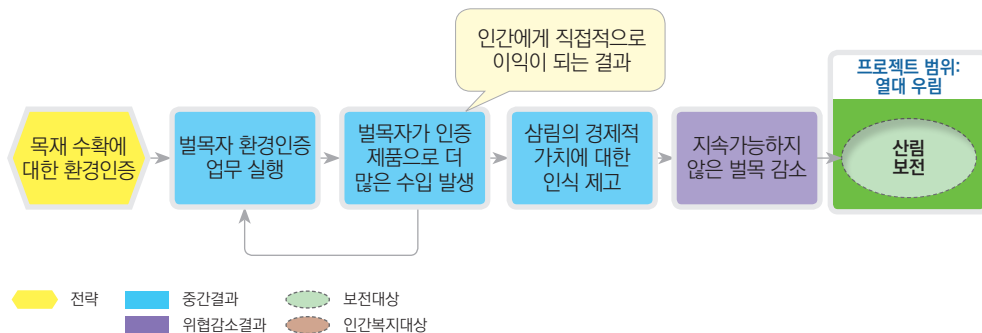 인간에게 직접적으로
이익이 되는 결과
프로젝트 범위:
열대 우림
목재 수확에
대한 환경인증
벌목자 환경인증
업무 실행
벌목자가 인증
제품으로 더
많은 수입 발생
삼림의 경제적
가치에 대한
인식 제고
지속가능하지
않은 벌목 감소
산림
보전
전략
중간결과
보전대상
위협감소결과
인간복지대상